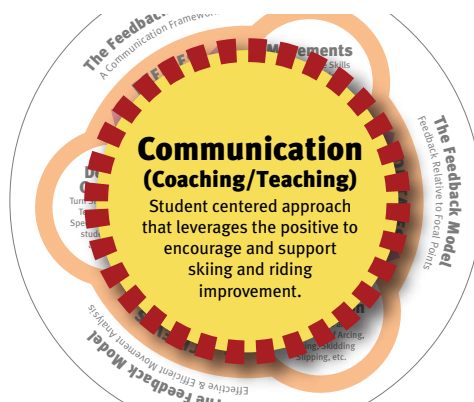 The Feedback
A Communication Framework
Movements
Skills
The Feedback Model
Feedback Relative to Focal Points
Communication
(Coaching/Teaching)
Student centered approach
that leverages the positive to
encourage and support
skiing and riding
improvement.
Arcing,
Skidding
Slipping, etc.
Effective & Efficient Movement Analysis
The Feedback Model